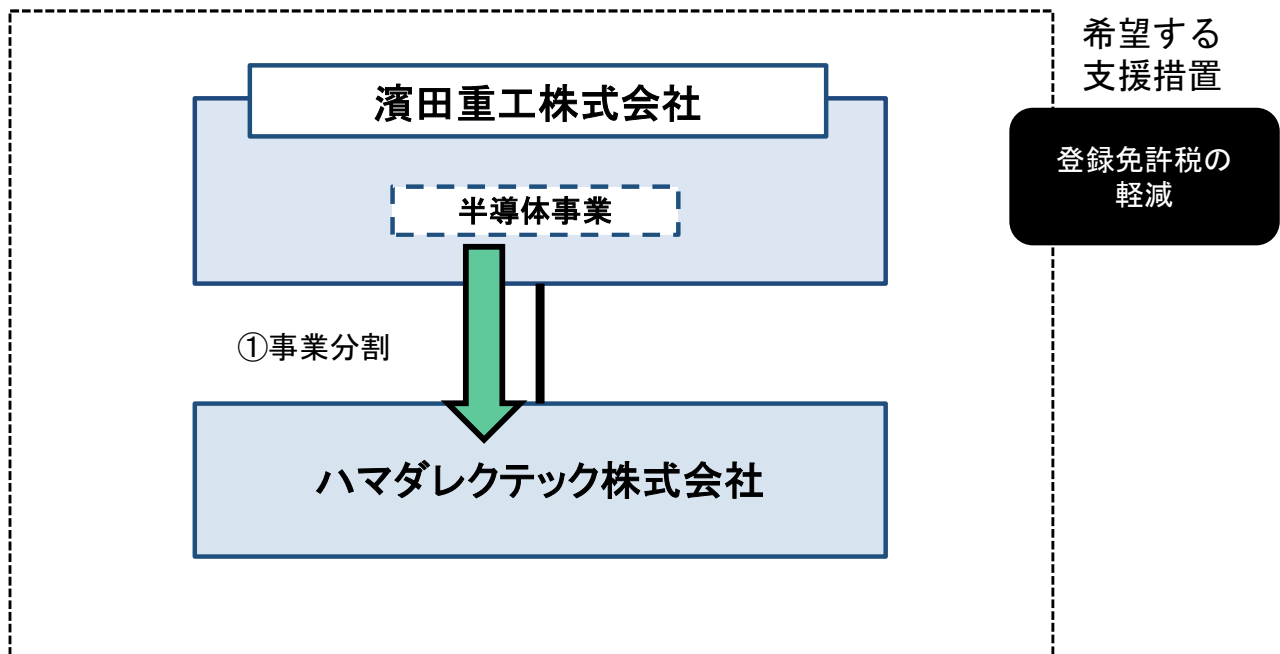 希望する
支援措置
濱田重工株式会社
登録免許税の
軽減
半導体事業
①事業分割
ハマダレクテック株式会社